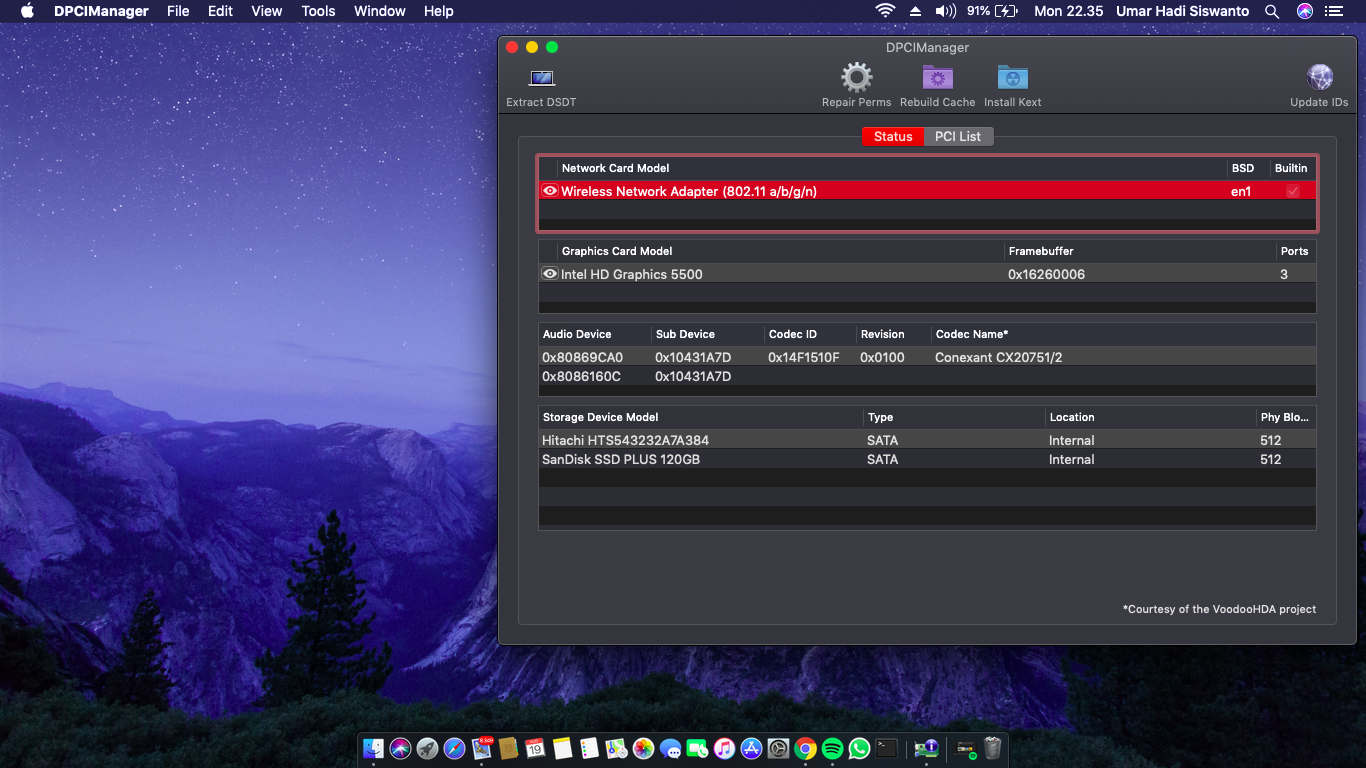 DPCIManager File Edit View Tools Window Help 91% Mon 22.35 Umar Hadi Siswanto
DPCIManager
Extract DSDT Repair Perms Rebuild Cache Install Kext Update IDs
Status PCI List
Network Card Model BSD Builtin
Wireless Network Adapter (802.11 a/b/g/n) en1
Graphics Card Model Framebuffer Ports
Intel HD Graphics 5500 0x16260006 3
Audio Device Sub Device Codec ID Revision Codec Name*
0x80869CA0 0x10431A7D 0x14F1510F 0x0100 Conexant CX20751/2
0x8086160C 0x10431A7D
Storage Device Model Type Location Phy Blo...
Hitachi HTS543232A7A384 SATA Internal 512
SanDisk SSD PLUS 120GB SATA Internal 512
*Courtesy of the VoodooHDA project
19